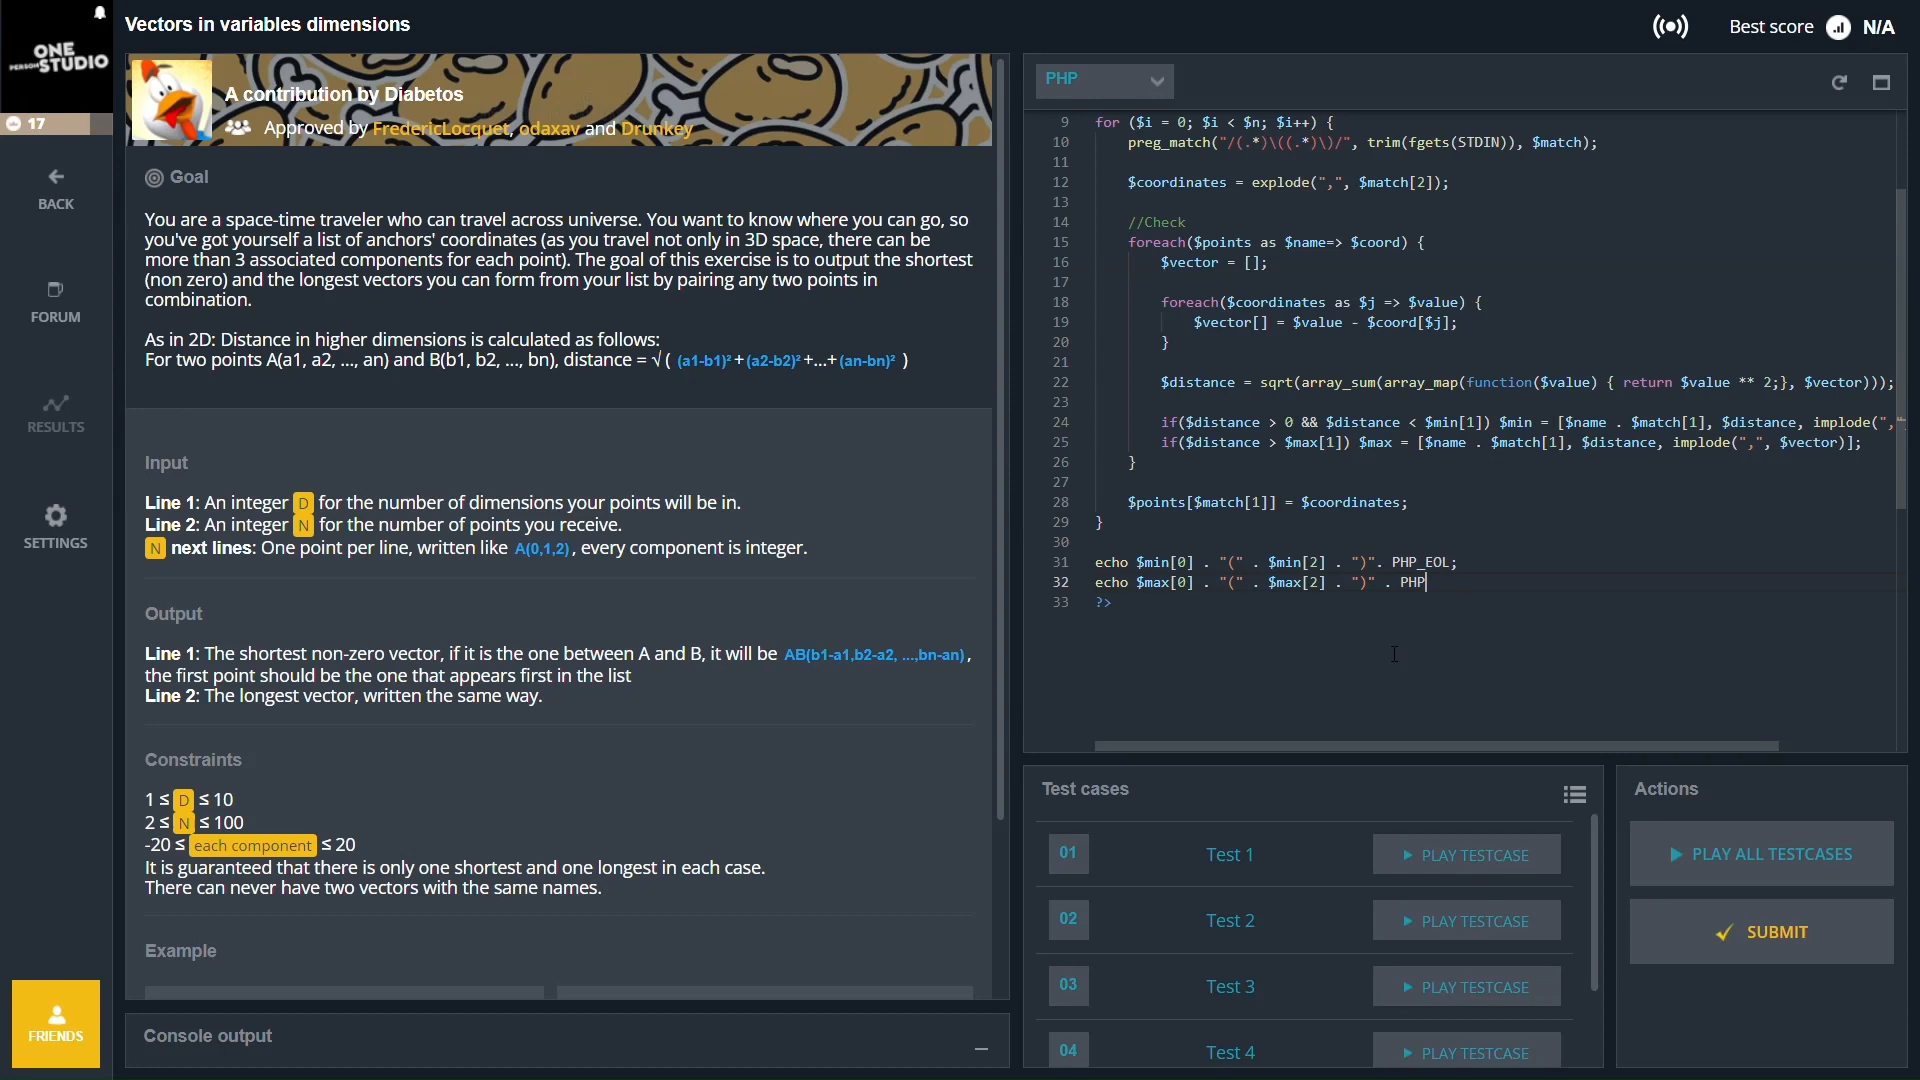 ONE
PERSON STUDIO
17
BACK
FORUM
RESULTS
SETTINGS
FRIENDS
Vectors in variables dimensions
Best score N/A
A contribution by Diabetos
Approved by FredericLocquet, odaxav and Drunkey
Goal
You are a space-time traveler who can travel across universe. You want to know where you can go, so
you've got yourself a list of anchors' coordinates (as you travel not only in 3D space, there can be
more than 3 associated components for each point). The goal of this exercise is to output the shortest
(non zero) and the longest vectors you can form from your list by pairing any two points in
combination.
As in 2D: Distance in higher dimensions is calculated as follows:
For two points A(a1, a2, ..., an) and B(b1, b2, ..., bn), distance = √ ( (a1-b1)²+(a2-b2)²+...+(an-bn)² )
Input
Line 1: An integer D for the number of dimensions your points will be in.
Line 2: An integer N for the number of points you receive.
N next lines: One point per line, written like A(0,1,2), every component is integer.
Output
Line 1: The shortest non-zero vector, if it is the one between A and B, it will be AB(b1-a1,b2-a2, ...,bn-an),
the first point should be the one that appears first in the list
Line 2: The longest vector, written the same way.
Constraints
1 ≤ D ≤ 10
2 ≤ N ≤ 100
-20 ≤ each component ≤ 20
It is guaranteed that there is only one shortest and one longest in each case.
There can never have two vectors with the same names.
Example
Console output
PHP
9 for ($i = 0; $i < $n; $i++) {
10 preg_match("/(.*)\((.*)\)/", trim(fgets(STDIN)), $match);
11
12 $coordinates = explode(",", $match[2]);
13
14 //Check
15 foreach($points as $name=> $coord) {
16 $vector = [];
17
18 foreach($coordinates as $j => $value) {
19 $vector[] = $value - $coord[$j];
20 }
21
22 $distance = sqrt(array_sum(array_map(function($value) { return $value ** 2;}, $vector)));
23
24 if($distance > 0 && $distance < $min[1]) $min = [$name . $match[1], $distance, implode(","
25 if($distance > $max[1]) $max = [$name . $match[1], $distance, implode(",", $vector)];
26 }
27
28 $points[$match[1]] = $coordinates;
29 }
30
31 echo $min[0] . "(" . $min[2] . ")". PHP_EOL;
32 echo $max[0] . "(" . $max[2] . ")" . PHP
33 ?>
Test cases
01 Test 1 PLAY TESTCASE
02 Test 2 PLAY TESTCASE
03 Test 3 PLAY TESTCASE
04 Test 4 PLAY TESTCASE
Actions
PLAY ALL TESTCASES
SUBMIT